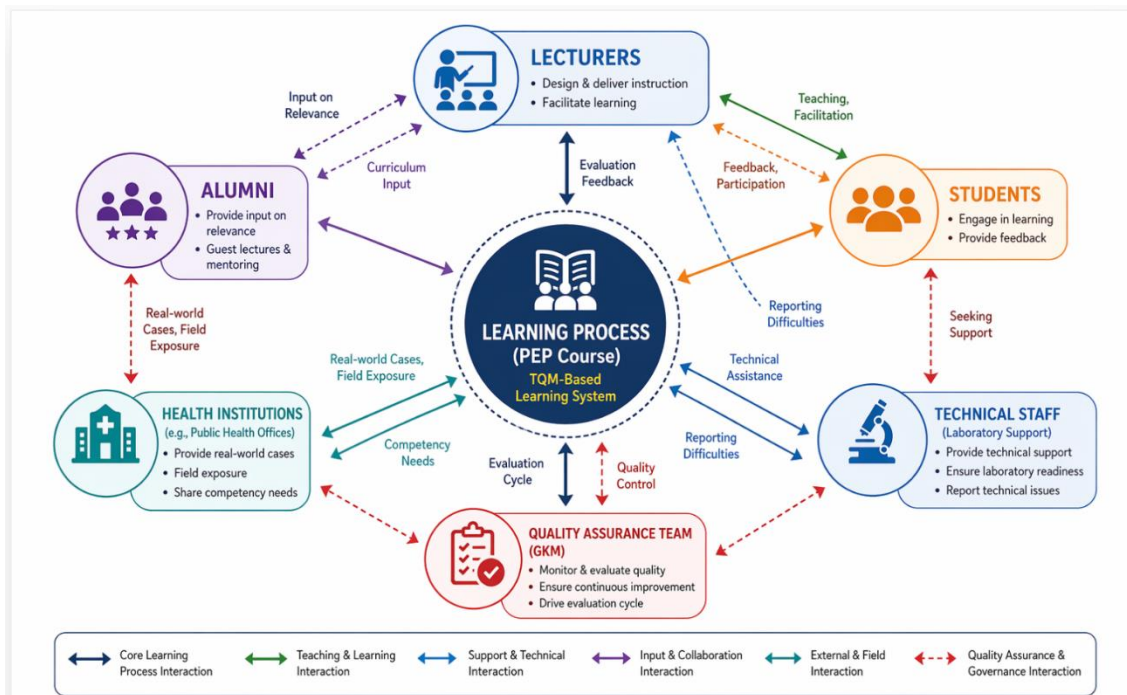 LECTURERS
• Design & deliver instruction
• Facilitate learning
Input on
Relevance
Curriculum
Input
Evaluation
Feedback
Teaching,
Facilitation
Feedback,
Participation
ALUMNI
• Provide input on
relevance
• Guest lectures &
mentoring
STUDENTS
• Engage in learning
• Provide feedback
LEARNING PROCESS
(PEP Course)
TQM-Based
Learning System
Real-world
Cases, Field
Exposure
Reporting
Difficulties
Seeking
Support
Real-world Cases,
Field Exposure
Technical
Assistance
HEALTH INSTITUTIONS
(e.g., Public Health Offices)
• Provide real-world cases
• Field exposure
• Share competency needs
Competency
Needs
Evaluation
Cycle
Quality
Control
Reporting
Difficulties
TECHNICAL STAFF
(Laboratory Support)
• Provide technical support
• Ensure laboratory readiness
• Report technical issues
QUALITY ASSURANCE TEAM
(GKM)
• Monitor & evaluate quality
• Ensure continuous improvement
• Drive evaluation cycle
Core Learning
Process Interaction
Teaching & Learning
Interaction
Support & Technical
Interaction
Input & Collaboration
Interaction
External & Field
Interaction
Quality Assurance &
Governance Interaction